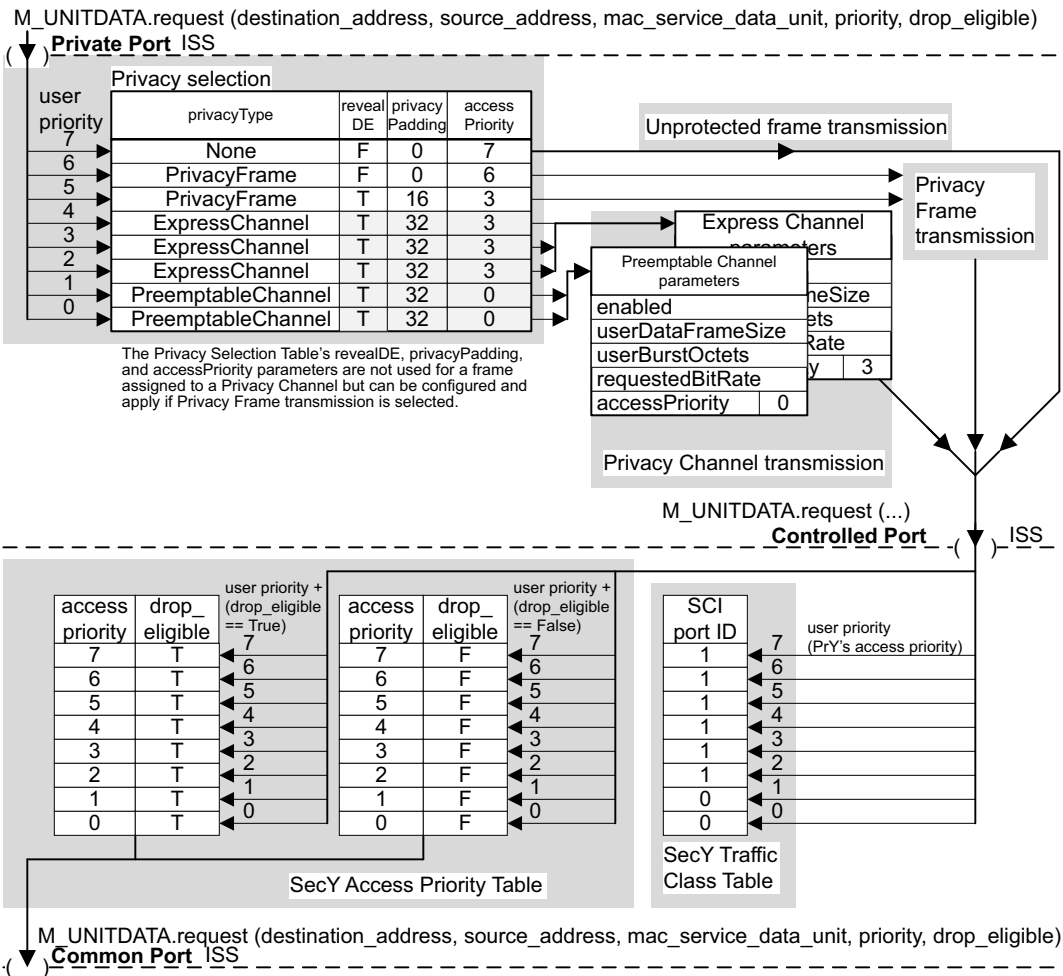 M_UNITDATA.request (destination_address, source_address, mac_service_data_unit, priority, drop_eligible)
( ) Private Port ISS
Privacy selection
user priority
privacyType reveal DE privacy Padding access Priority
7 None F 0 7
6 PrivacyFrame F 0 6
5 PrivacyFrame T 16 3
4 ExpressChannel T 32 3
3 ExpressChannel T 32 3
2 ExpressChannel T 32 3
1 PreemptableChannel T 32 0
0 PreemptableChannel T 32 0
The Privacy Selection Table's revealDE, privacyPadding,
and accessPriority parameters are not used for a frame
assigned to a Privacy Channel but can be configured and
apply if Privacy Frame transmission is selected.
Unprotected frame transmission
Privacy
Frame
transmission
Express Channel
parameters
meSize
ets
Rate
y 3
Preemptable Channel
parameters
enabled
userDataFrameSize
userBurstOctets
requestedBitRate
accessPriority 0
Privacy Channel transmission
M_UNITDATA.request (...)
Controlled Port ( ) ISS
access priority drop_ eligible
user priority +
(drop_eligible
== True)
7 T 7
6 T 6
5 T 5
4 T 4
3 T 3
2 T 2
1 T 1
0 T 0
access priority drop_ eligible
user priority +
(drop_eligible
== False)
7 F 7
6 F 6
5 F 5
4 F 4
3 F 3
2 F 2
1 F 1
0 F 0
SecY Access Priority Table
SCI
port ID
user priority
(PrY's access priority)
1 7
1 6
1 5
1 4
1 3
1 2
0 1
0 0
SecY Traffic
Class Table
M_UNITDATA.request (destination_address, source_address, mac_service_data_unit, priority, drop_eligible)
( ) Common Port ISS